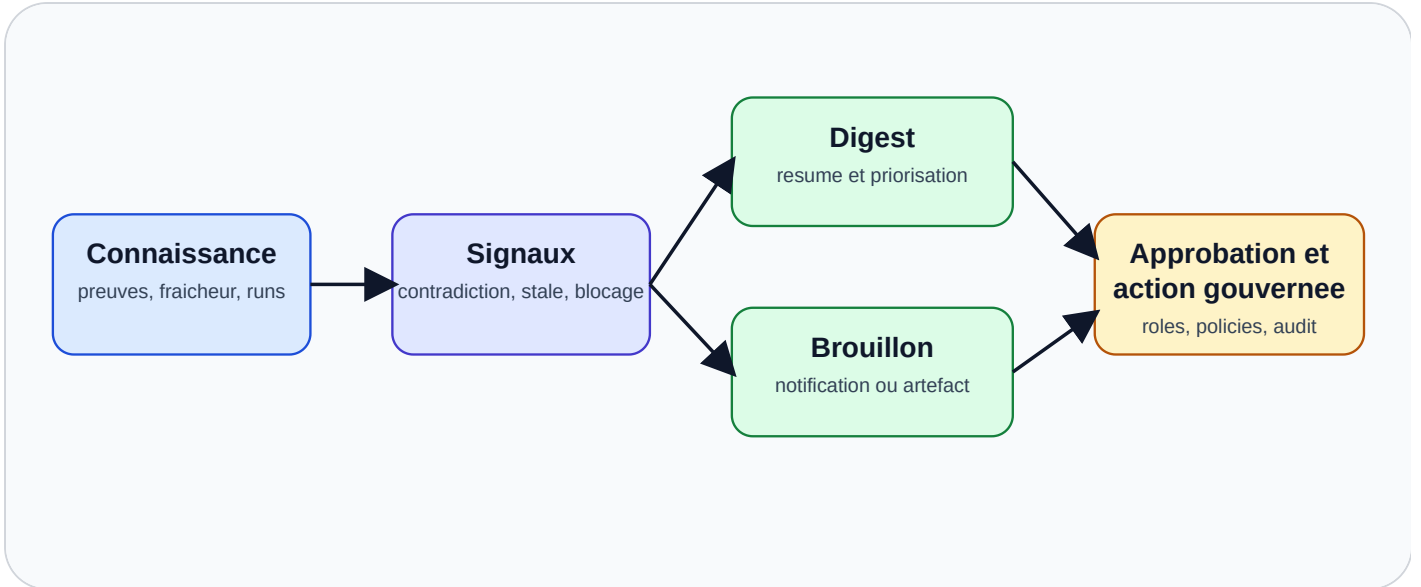 Connaissance
preuves, fraicheur, runs
Signaux
contradiction, stale, blocage
Digest
resume et priorisation
Brouillon
notification ou artefact
Approbation et
action gouvernee
roles, policies, audit